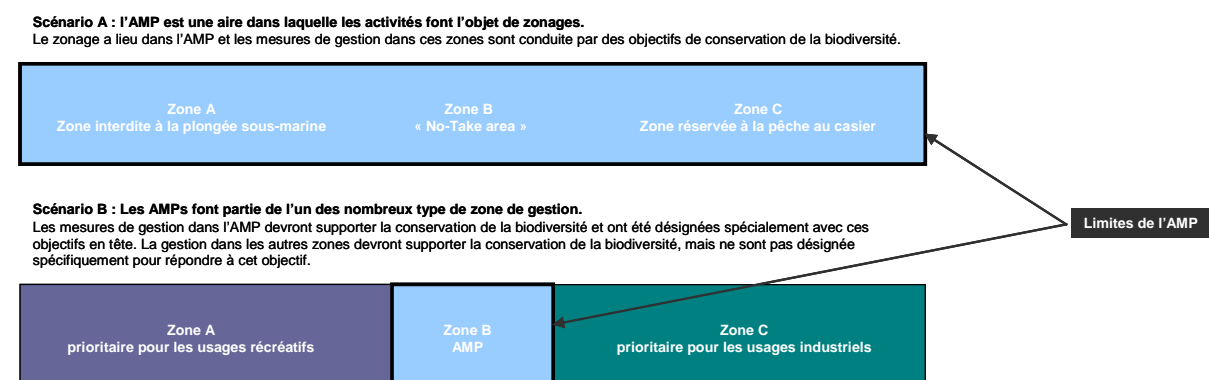 Scénario A : l'AMP est une aire dans laquelle les activités font l'objet de zonages.
Le zonage a lieu dans l'AMP et les mesures de gestion dans ces zones sont conduite par des objectifs de conservation de la biodiversité.
Zone A
Zone interdite à la plongée sous-marine
Zone B
« No-Take area »
Zone C
Zone réservée à la pêche au casier
Scénario B : Les AMPs font partie de l'un des nombreux type de zone de gestion.
Les mesures de gestion dans l'AMP devront supporter la conservation de la biodiversité et ont été désignées spécialement avec ces
objectifs en tête. La gestion dans les autres zones devront supporter la conservation de la biodiversité, mais ne sont pas désignée
spécifiquement pour répondre à cet objectif.
Limites de l'AMP
Zone A
prioritaire pour les usages récréatifs
Zone B
AMP
Zone C
prioritaire pour les usages industriels